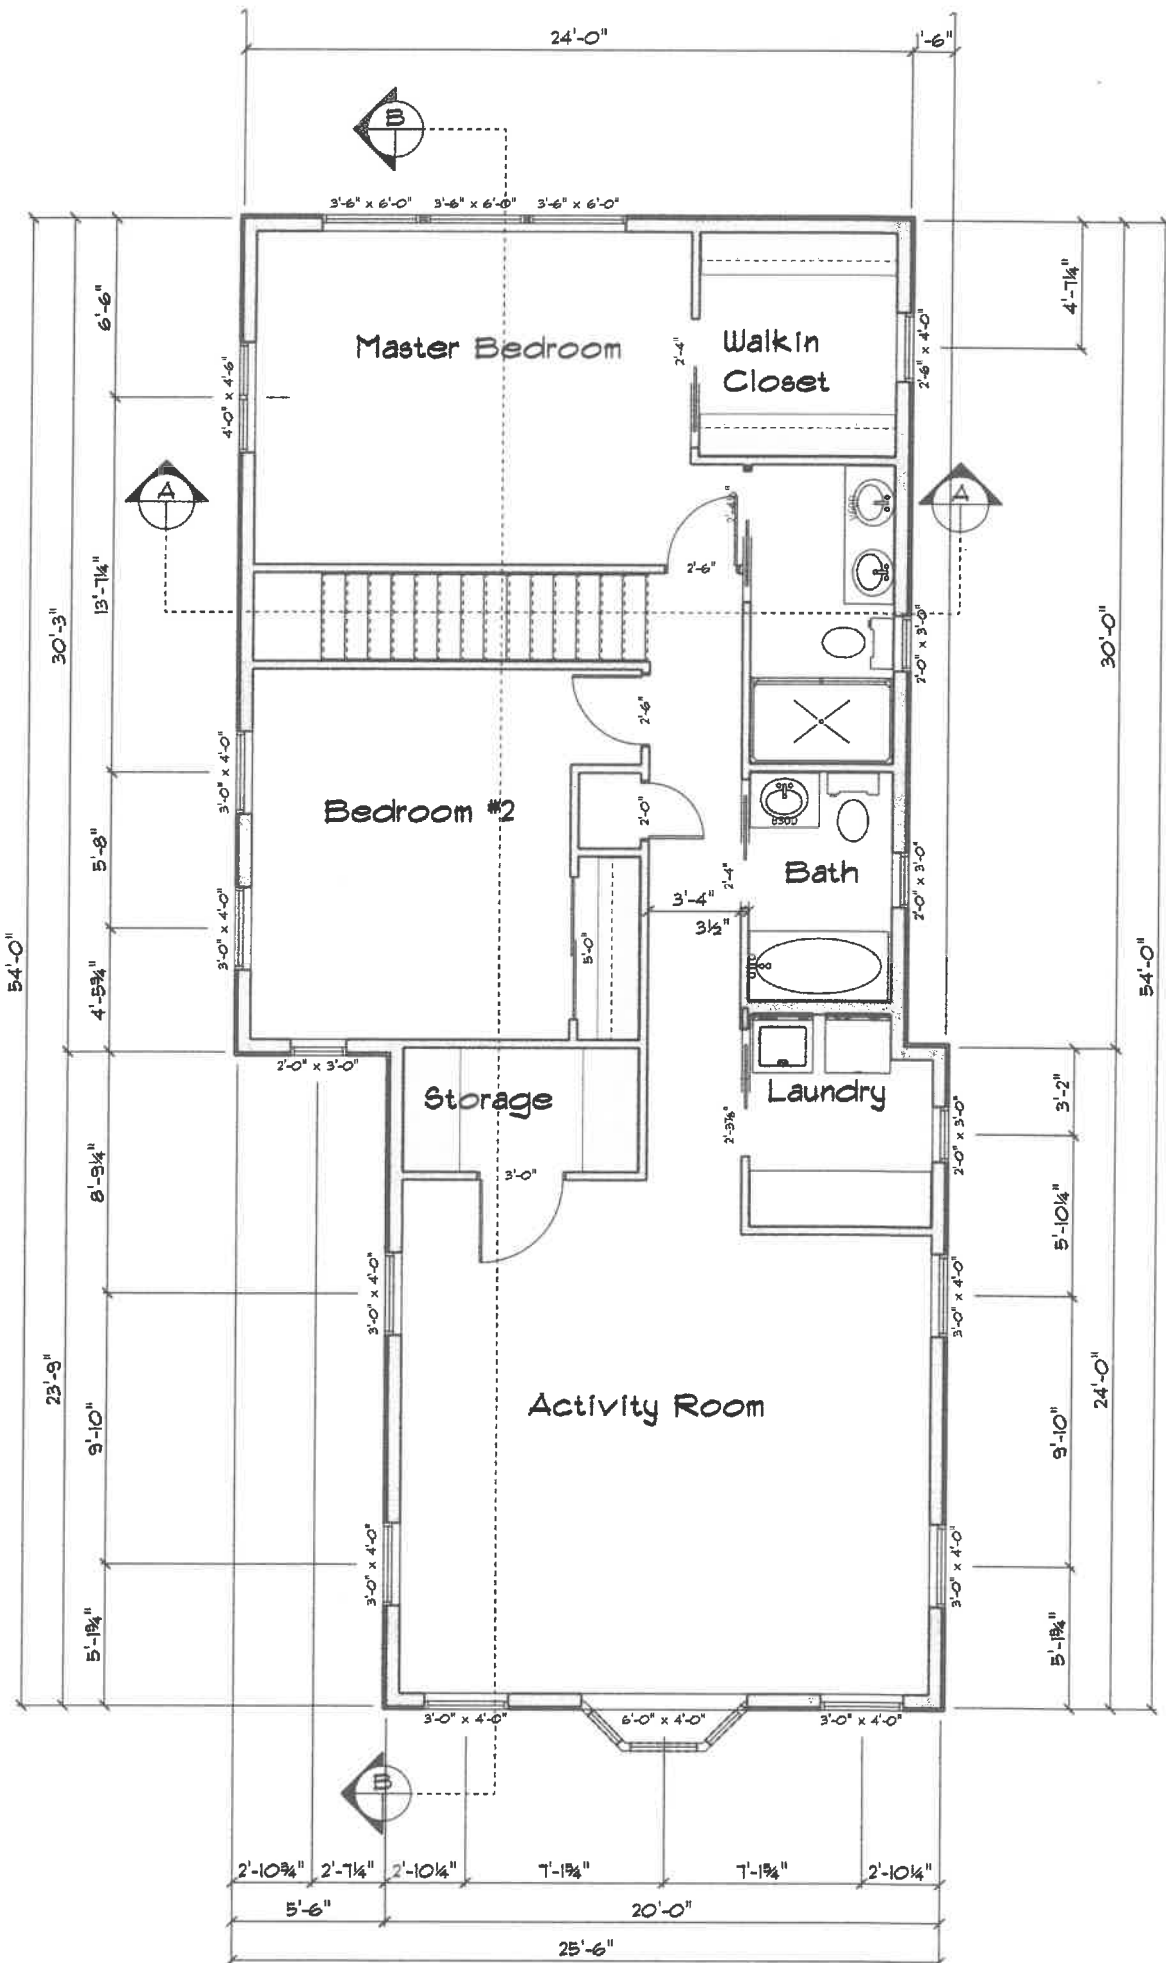 24'-0"
1'-6"
B
3'-6" x 6'-0" 3'-6" x 6'-0" 3'-6" x 6'-0"
6'-6"
4'-7¼"
Master Bedroom
2'-4"
Walkin
Closet
2'-6" x 4'-0"
4'-0" x 4'-6"
A
A
2'-6"
13'-7¼"
30'-3"
30'-0"
2'-0" x 3'-0"
2'-6"
3'-0" x 4'-0"
Bedroom #2
2'-0"
5'-8"
Bath
2'-4"
2'-0" x 3'-0"
3'-4"
3½"
3'-0" x 4'-0"
5'-0"
54'-0"
54'-0"
4'-5¾"
2'-0" x 3'-0"
Storage
Laundry
3'-2"
2'-0" x 3'-0"
2'-3⅞"
3'-0"
8'-9¼"
5'-10¼"
3'-0" x 4'-0"
3'-0" x 4'-0"
23'-9"
24'-0"
Activity Room
9'-10"
9'-10"
3'-0" x 4'-0"
3'-0" x 4'-0"
5'-1¾"
5'-1¾"
3'-0" x 4'-0"
6'-0" x 4'-0"
3'-0" x 4'-0"
B
2'-10¾" 2'-7¼" 2'-10¼" 7'-1¾" 7'-1¾" 2'-10¼"
5'-6" 20'-0"
25'-6"